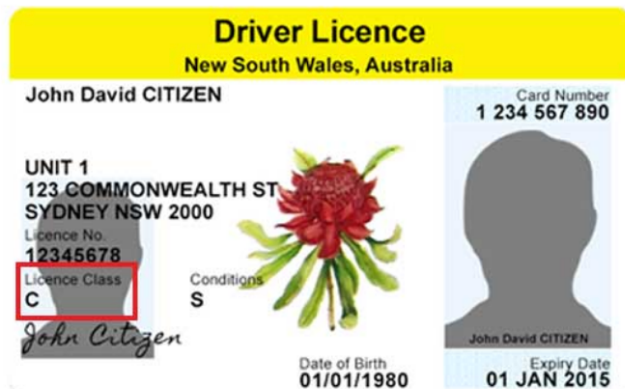 Driver Licence
New South Wales, Australia
John David CITIZEN
Card Number
1 234 567 890
UNIT 1
123 COMMONWEALTH ST
SYDNEY NSW 2000
Licence No.
12345678
Licence Class
Conditions
C
S
John Citizen
John David CITIZEN
Date of Birth
01/01/1980
Expiry Date
01 JAN 2015